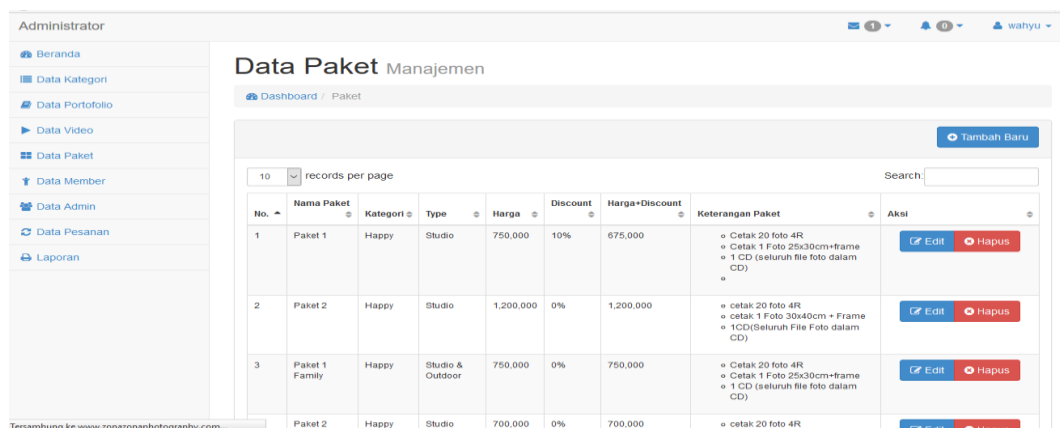 Administrator
1
0
wahyu
Beranda
Data Kategori
Data Portofolio
Data Video
Data Paket
Data Member
Data Admin
Data Pesanan
Laporan
Data Paket Manajemen
Dashboard / Paket
Tambah Baru
10 records per page
Search:
No. Nama Paket Kategori Type Harga Discount Harga+Discount Keterangan Paket Aksi
1 Paket 1 Happy Studio 750,000 10% 675,000
Cetak 20 foto 4R
Cetak 1 Foto 25x30cm+frame
1 CD (seluruh file foto dalam
CD)
Edit Hapus
2 Paket 2 Happy Studio 1,200,000 0% 1,200,000
cetak 20 foto 4R
cetak 1 Foto 30x40cm + Frame
1CD(Seluruh File Foto dalam
CD)
Edit Hapus
3 Paket 1 Happy Studio & 750,000 0% 750,000
Family Outdoor
Cetak 20 foto 4R
Cetak 1 Foto 25x30cm+frame
1 CD (seluruh file foto dalam
CD)
Edit Hapus
Paket 2 Happy Studio 700,000 0% 700,000
cetak 20 foto 4R
Edit Hapus
Tersambung ke www.zonazonaphotography.com...